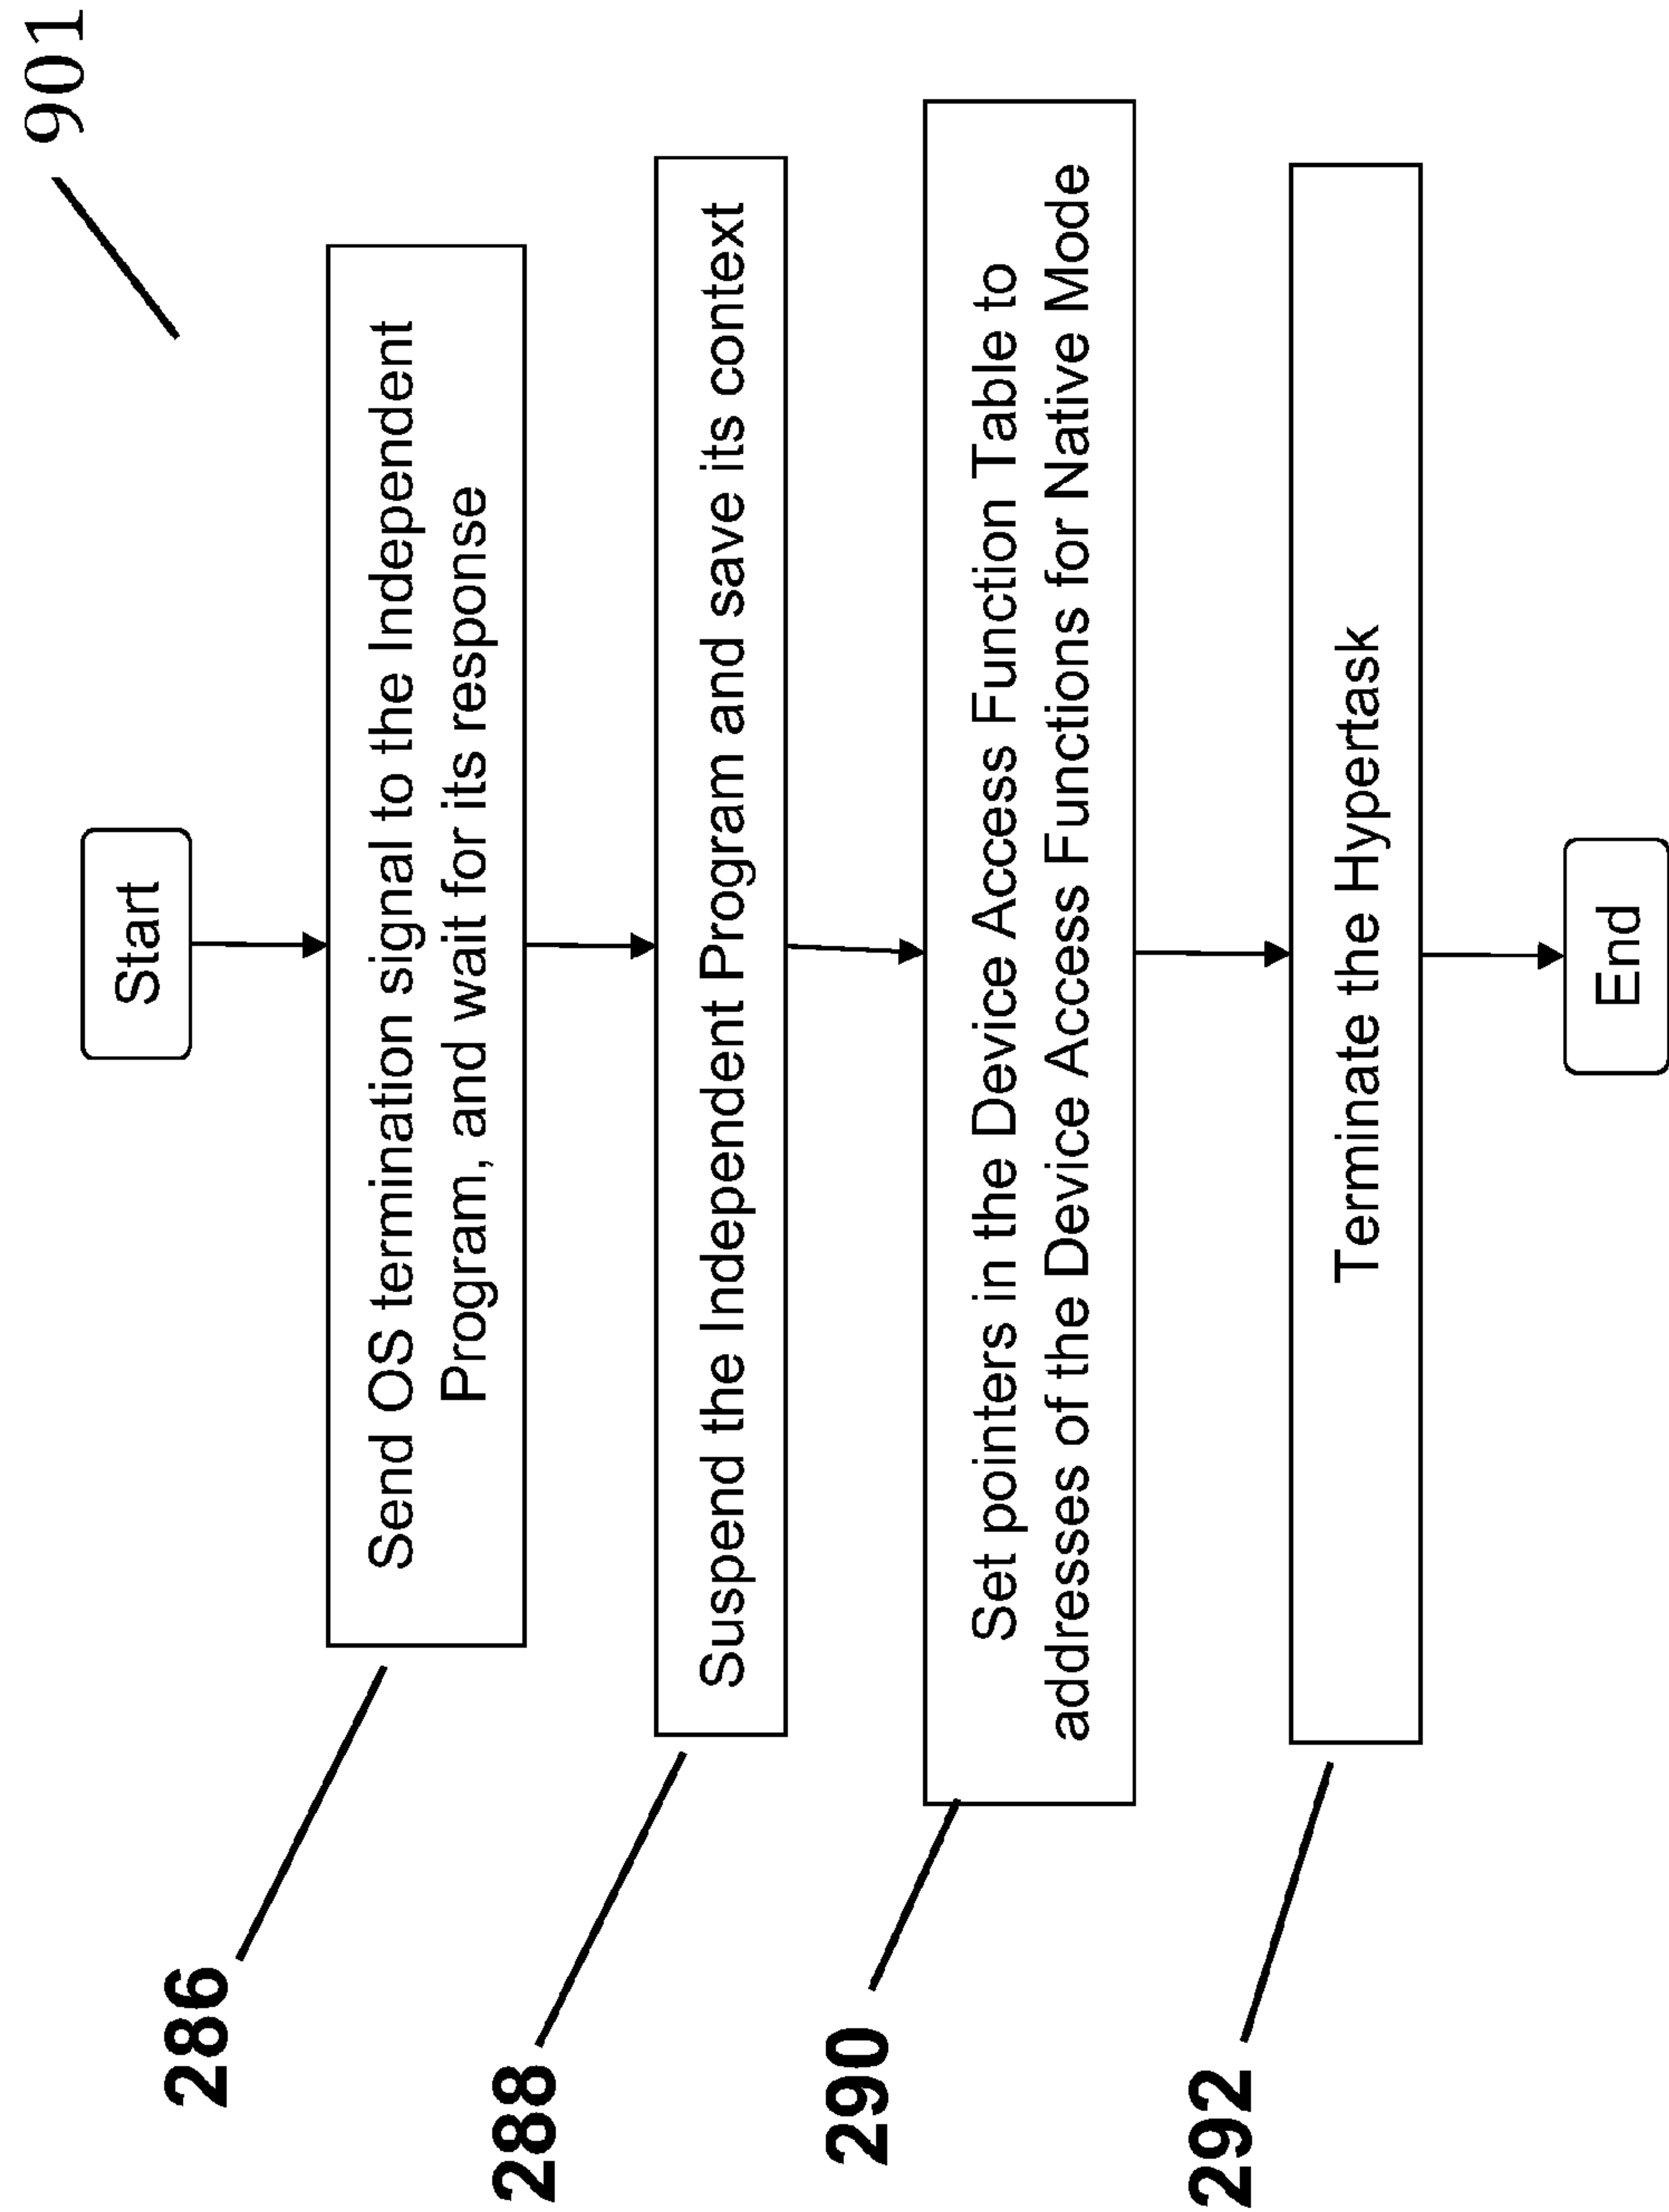 901
Start
286
Send OS termination signal to the Independent
Program, and wait for its response
288
Suspend the Independent Program and save its context
290
Set pointers in the Device Access Function Table to
addresses of the Device Access Functions for Native Mode
292
Terminate the Hypertask
End